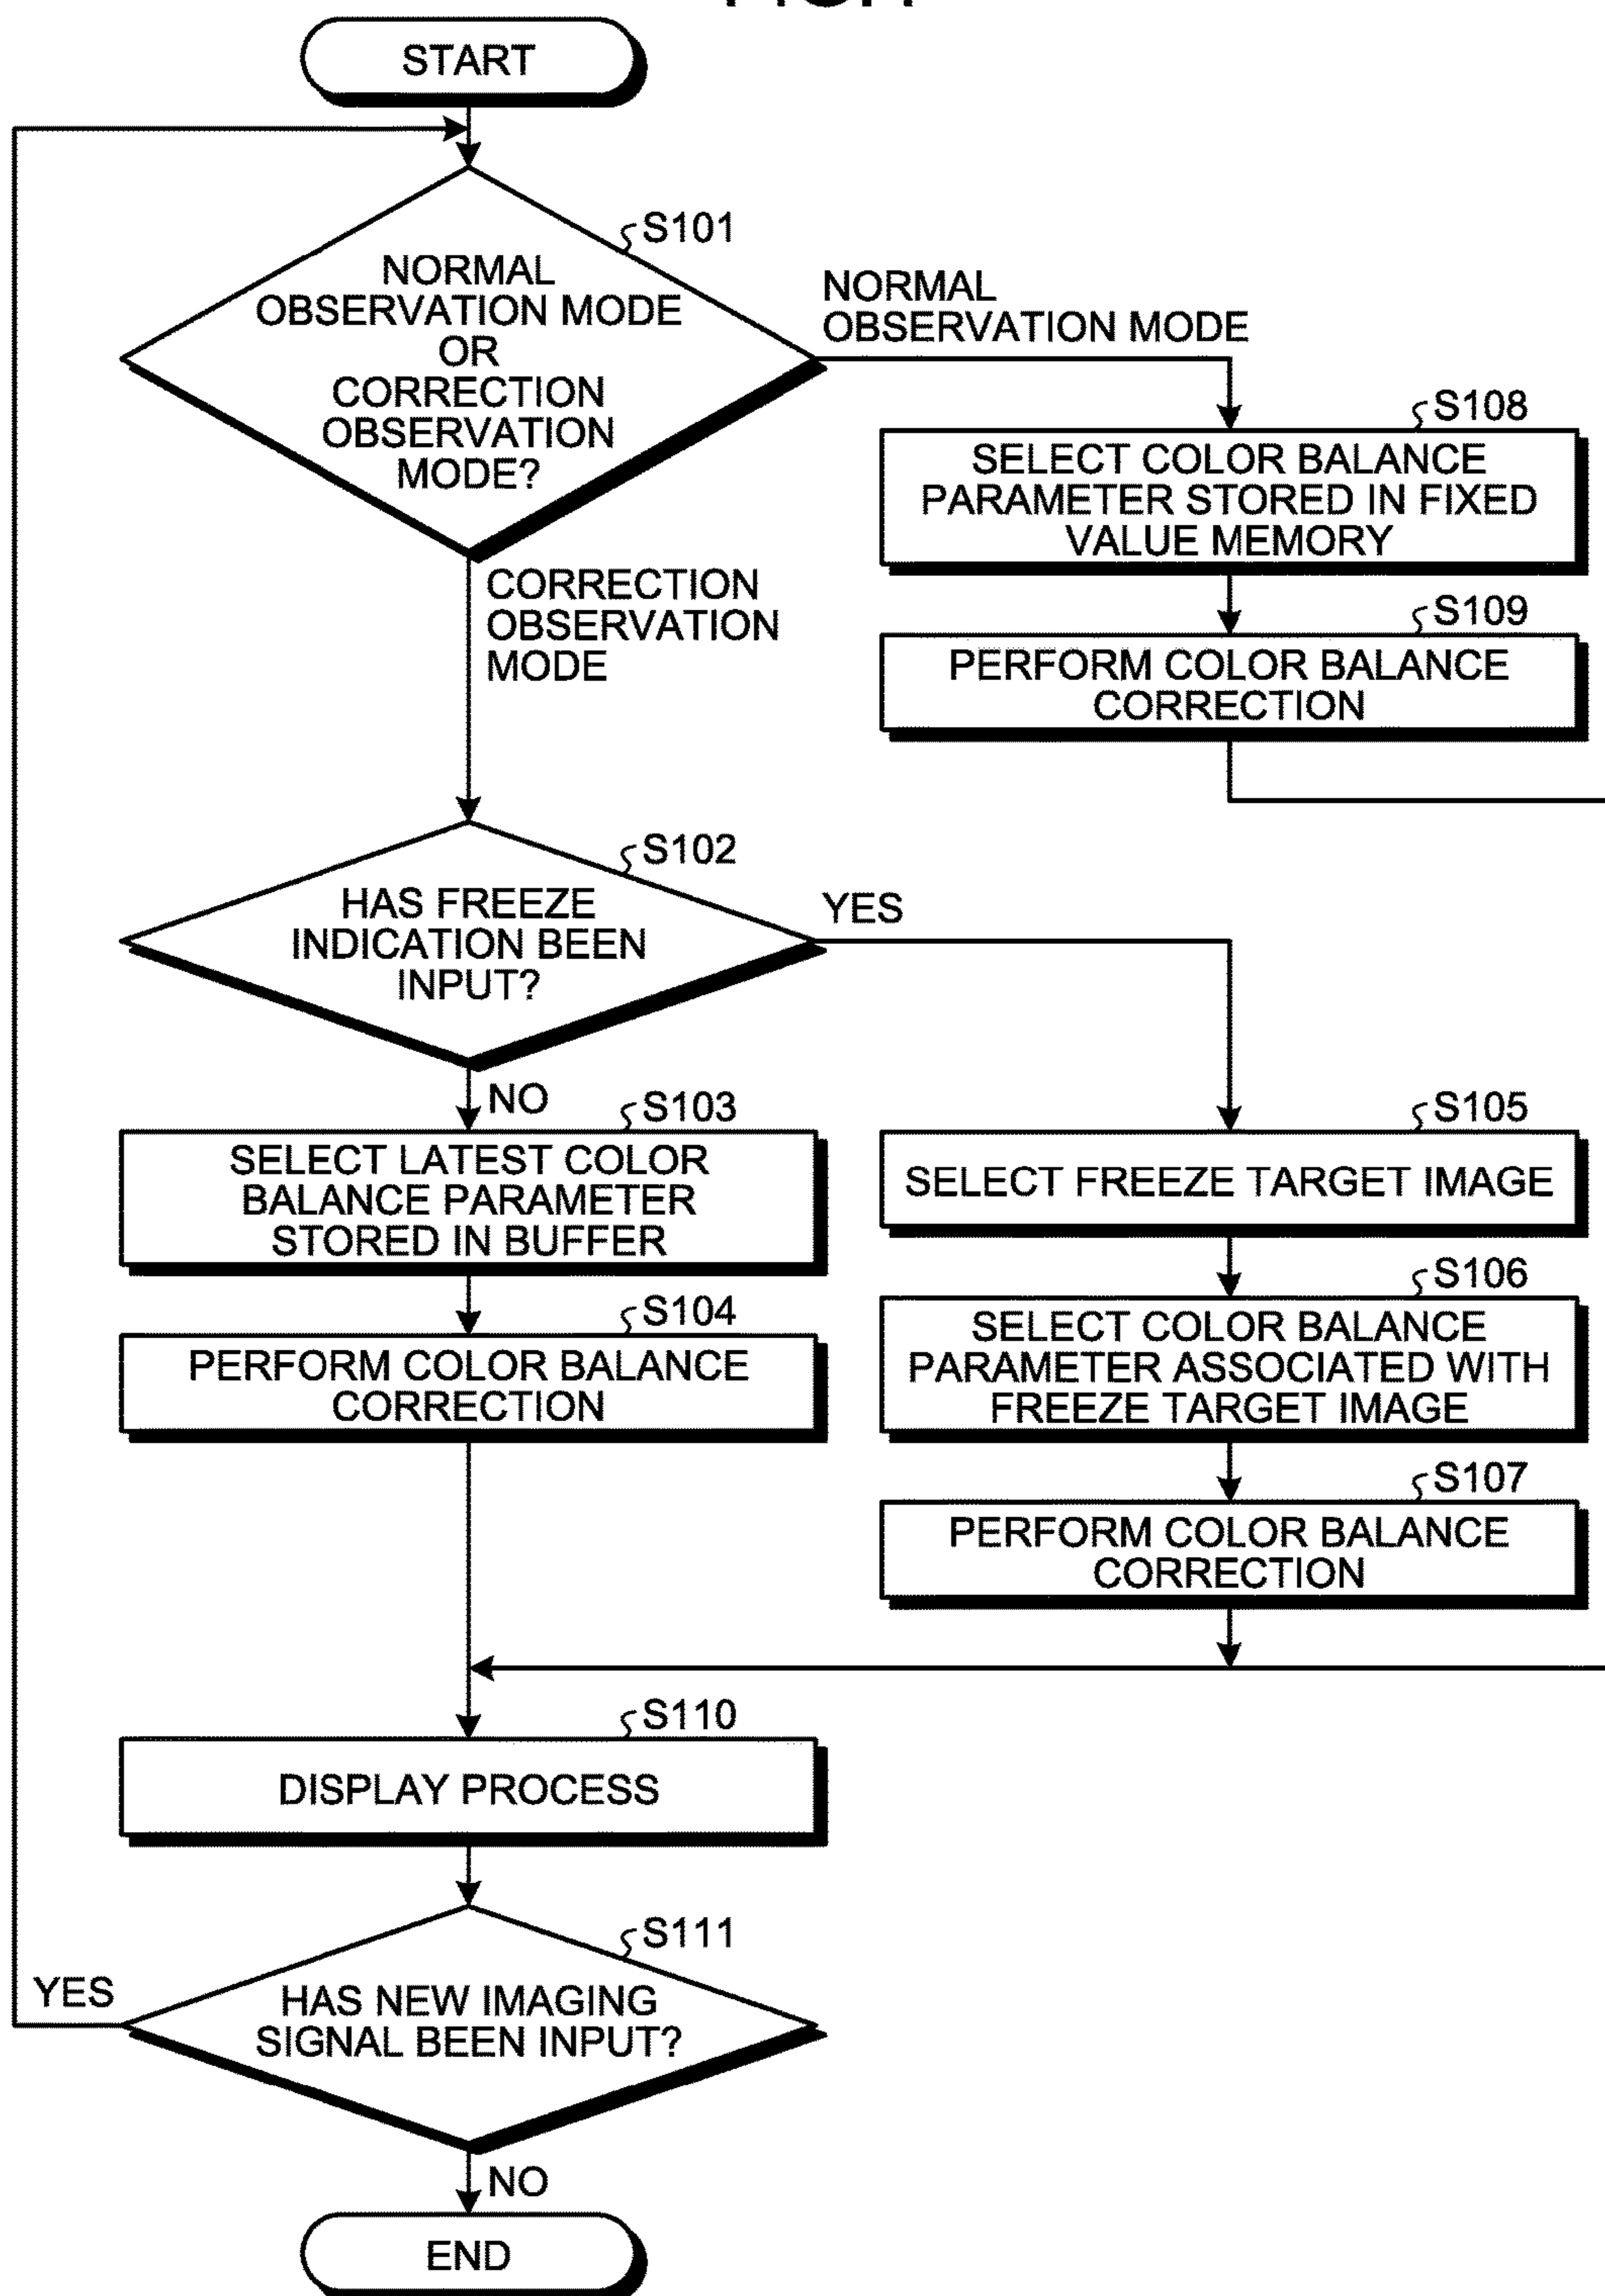 START
S101
NORMAL
OBSERVATION MODE
OR
CORRECTION
OBSERVATION
MODE?
NORMAL
OBSERVATION MODE
S108
SELECT COLOR BALANCE
PARAMETER STORED IN FIXED
VALUE MEMORY
S109
PERFORM COLOR BALANCE
CORRECTION
CORRECTION
OBSERVATION
MODE
S102
HAS FREEZE
INDICATION BEEN
INPUT?
YES
NO
S103
SELECT LATEST COLOR
BALANCE PARAMETER
STORED IN BUFFER
S104
PERFORM COLOR BALANCE
CORRECTION
S105
SELECT FREEZE TARGET IMAGE
S106
SELECT COLOR BALANCE
PARAMETER ASSOCIATED WITH
FREEZE TARGET IMAGE
S107
PERFORM COLOR BALANCE
CORRECTION
S110
DISPLAY PROCESS
S111
HAS NEW IMAGING
SIGNAL BEEN INPUT?
YES
NO
END